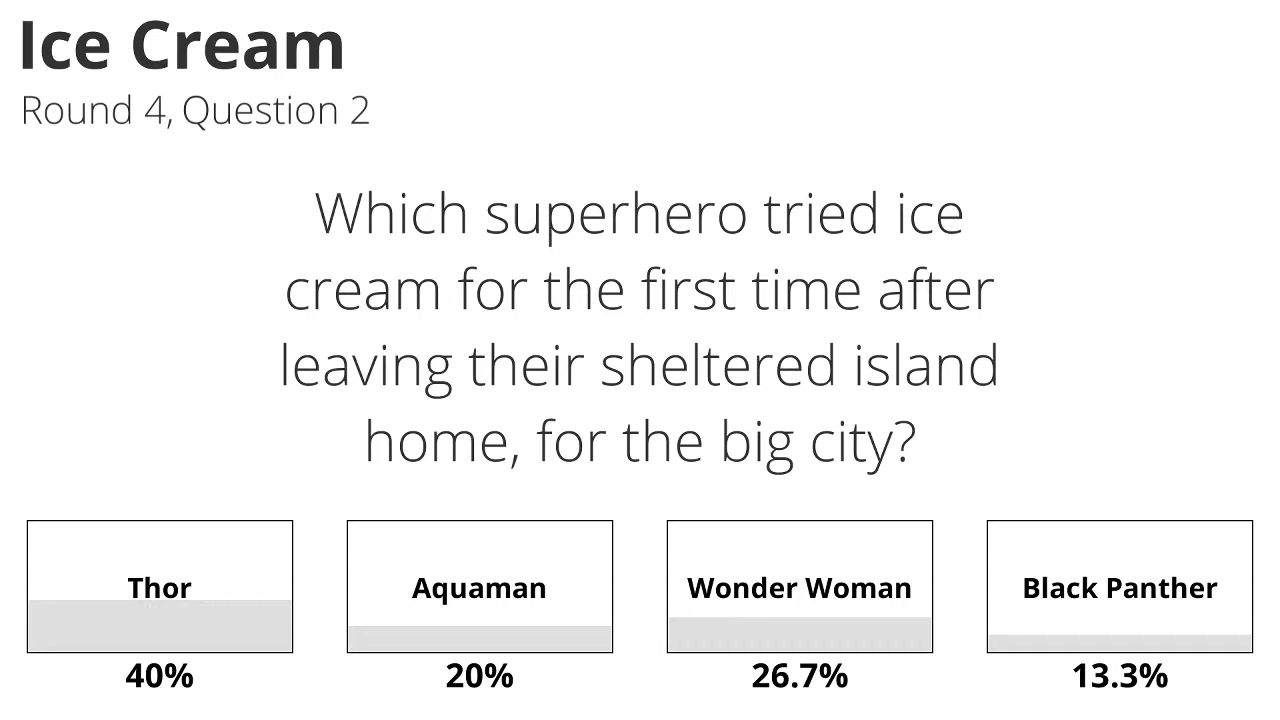 Ice Cream
Round 4, Question 2
Which superhero tried ice
cream for the first time after
leaving their sheltered island
home, for the big city?
Thor
Aquaman
Wonder Woman
Black Panther
40%
20%
26.7%
13.3%